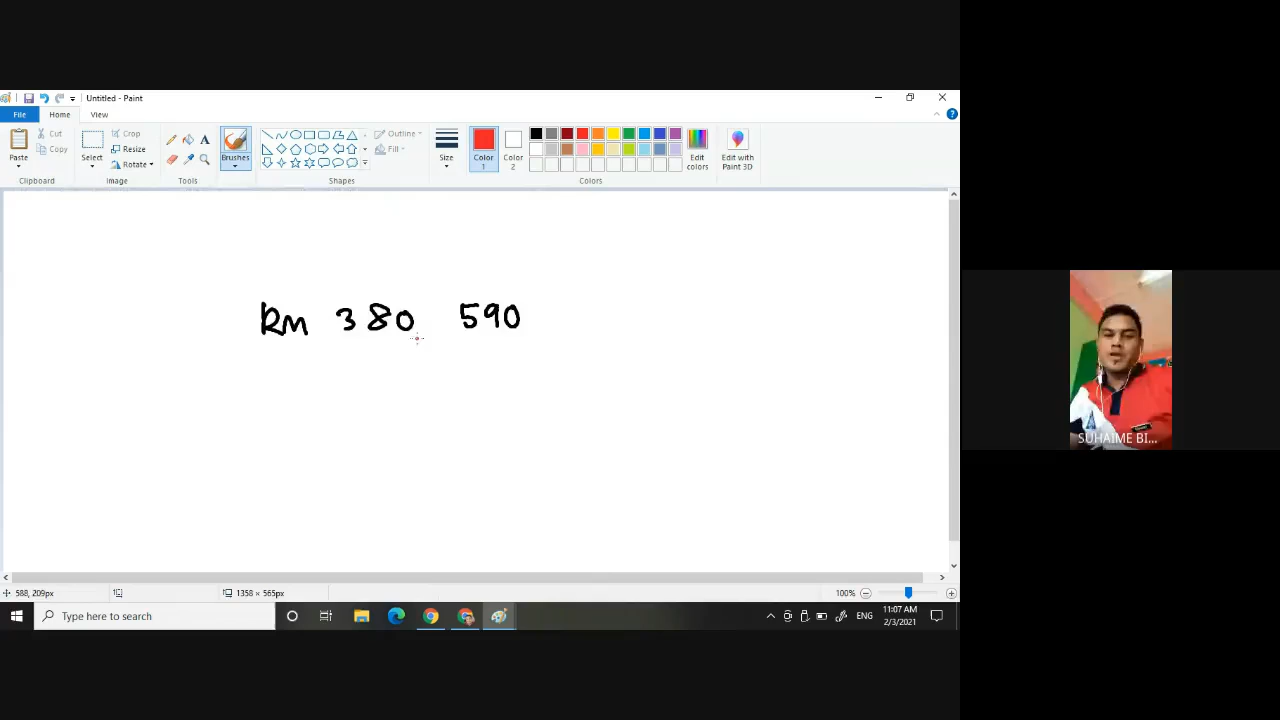 Untitled - Paint
File Home View
Paste Cut Copy Clipboard
Select Crop Resize Rotate Image
Tools
Brushes
Outline Fill Shapes
Size
Color 1
Color 2
Edit colors
Colors
Edit with Paint 3D
RM 380 590
SUHAIME BI...
588, 209px
1358 × 565px
100%
Type here to search
ENG
11:07 AM
2/3/2021